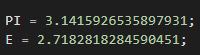 PI = 3.1415926535897931;
E = 2.7182818284590451;